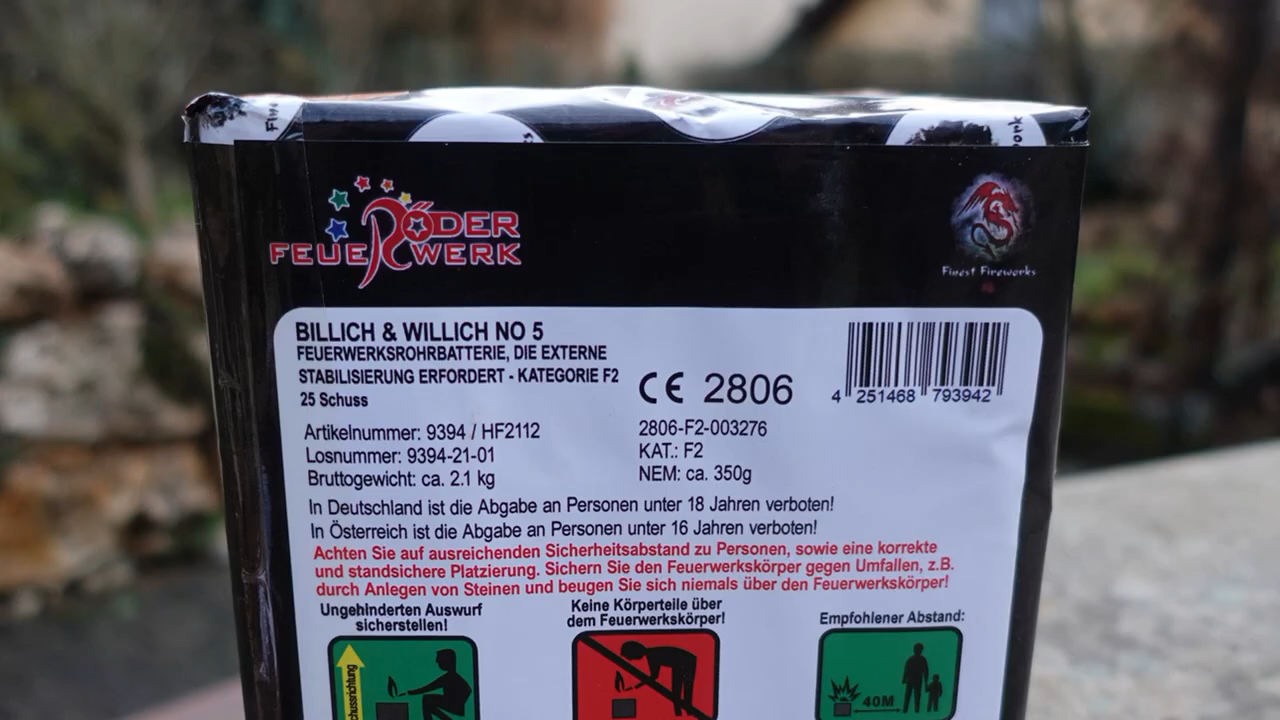 RÖDER
FEUERWERK
Finest Fireworks
BILLICH & WILLICH NO 5
FEUERWERKSROHRBATTERIE, DIE EXTERNE
STABILISIERUNG ERFORDERT - KATEGORIE F2
25 Schuss
CE 2806
4 251468 793942
Artikelnummer: 9394 / HF2112
Losnummer: 9394-21-01
Bruttogewicht: ca. 2.1 kg
2806-F2-003276
KAT.: F2
NEM: ca. 350g
In Deutschland ist die Abgabe an Personen unter 18 Jahren verboten!
In Österreich ist die Abgabe an Personen unter 16 Jahren verboten!
Achten Sie auf ausreichenden Sicherheitsabstand zu Personen, sowie eine korrekte
und standsichere Platzierung. Sichern Sie den Feuerwerkskörper gegen Umfallen, z.B.
durch Anlegen von Steinen und beugen Sie sich niemals über den Feuerwerkskörper!
Ungehinderten Auswurf
sicherstellen!
Keine Körperteile über
dem Feuerwerkskörper!
Empfohlener Abstand:
40M